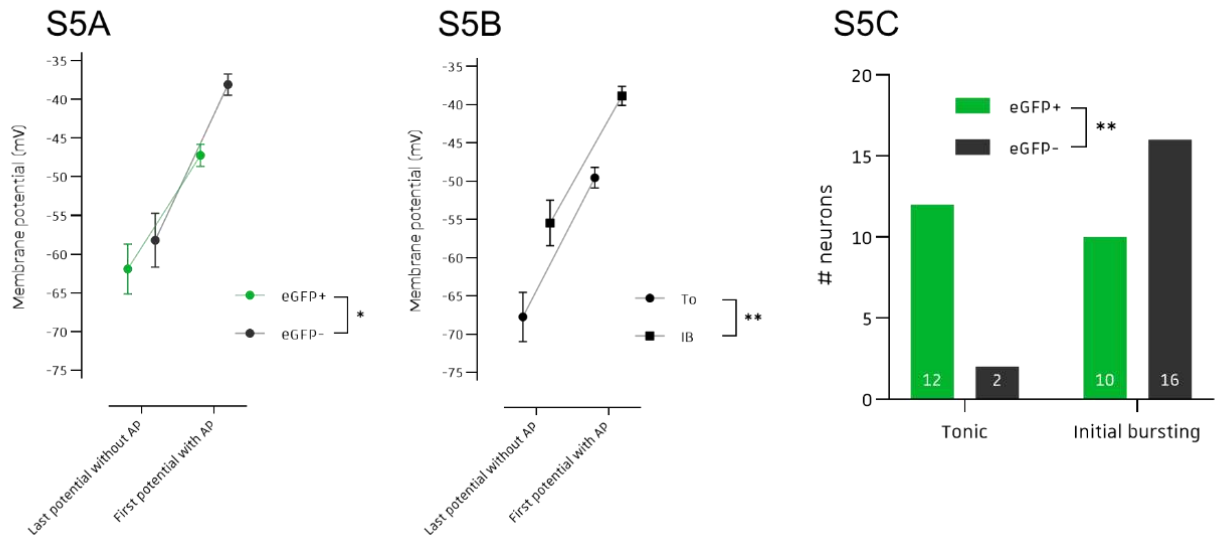 S5A
-35
-40
-45
-50
-55
-60
-65
-70
-75
Membrane potential (mV)
eGFP+
eGFP-
*
Last potential without AP
First potential with AP
S5B
-35
-40
-45
-50
-55
-60
-65
-70
-75
Membrane potential (mV)
To
IB
**
Last potential without AP
First potential with AP
S5C
20
15
10
5
0
# neurons
eGFP+
eGFP-
**
12
2
10
16
Tonic
Initial bursting